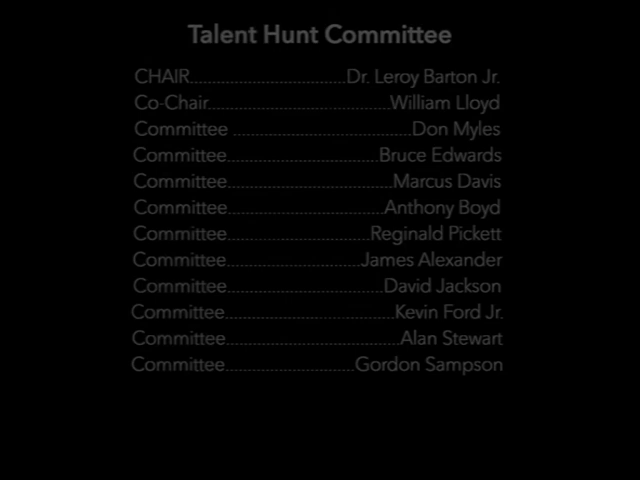 Talent Hunt Committee
CHAIR....................................Dr. Leroy Barton Jr.
Co-Chair..........................................William Lloyd
Committee ..........................................Don Myles
Committee...................................Bruce Edwards
Committee.......................................Marcus Davis
Committee.....................................Anthony Boyd
Committee.................................Reginald Pickett
Committee...............................James Alexander
Committee.....................................David Jackson
Committee........................................Kevin Ford Jr.
Committee.........................................Alan Stewart
Committee..............................Gordon Sampson